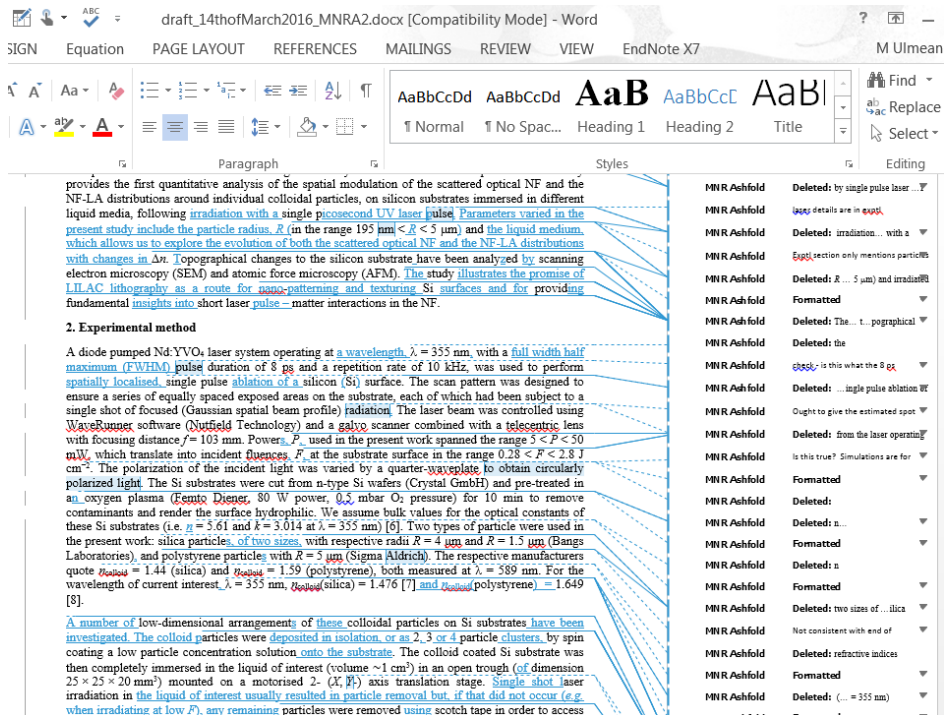 ABC
draft_14thofMarch2016_MNRA2.docx [Compatibility Mode] - Word
?
SIGN Equation PAGE LAYOUT REFERENCES MAILINGS REVIEW VIEW EndNote X7 M Ulmean
Aa
Find
AaBbCcDd AaBbCcDd AaB AaBbCcD AaBl
Replace
¶ Normal ¶ No Spac... Heading 1 Heading 2 Title
Select
Paragraph Styles Editing
provides the first quantitative analysis of the spatial modulation of the scattered optical NF and the
NF-LA distributions around individual colloidal particles, on silicon substrates immersed in different
liquid media, following irradiation with a single picosecond UV laser pulse. Parameters varied in the
present study include the particle radius, R (in the range 195 nm < R < 5 μm) and the liquid medium,
which allows us to explore the evolution of both the scattered optical NF and the NF-LA distributions
with changes in Δn. Topographical changes to the silicon substrate have been analyzed by scanning
electron microscopy (SEM) and atomic force microscopy (AFM). The study illustrates the promise of
LILAC lithography as a route for nano-patterning and texturing Si surfaces and for providing
fundamental insights into short laser pulse – matter interactions in the NF.
2. Experimental method
A diode pumped Nd:YVO₄ laser system operating at a wavelength, λ = 355 nm, with a full width half
maximum (FWHM) pulse duration of 8 ps and a repetition rate of 10 kHz, was used to perform
spatially localised, single pulse ablation of a silicon (Si) surface. The scan pattern was designed to
ensure a series of equally spaced exposed areas on the substrate, each of which had been subject to a
single shot of focused (Gaussian spatial beam profile) radiation. The laser beam was controlled using
WaveRunner software (Nutfield Technology) and a galvo scanner combined with a telecentric lens
with focusing distance f = 103 mm. Powers, P, used in the present work spanned the range 5 < P < 50
mW, which translate into incident fluences, F, at the substrate surface in the range 0.28 < F < 2.8 J
cm⁻². The polarization of the incident light was varied by a quarter-waveplate to obtain circularly
polarized light. The Si substrates were cut from n-type Si wafers (Crystal GmbH) and pre-treated in
an oxygen plasma (Femto Diener, 80 W power, 0.5 mbar O₂ pressure) for 10 min to remove
contaminants and render the surface hydrophilic. We assume bulk values for the optical constants of
these Si substrates (i.e. n = 5.61 and k = 3.014 at λ = 355 nm) [6]. Two types of particle were used in
the present work: silica particles, of two sizes, with respective radii R = 4 μm and R = 1.5 μm (Bangs
Laboratories), and polystyrene particles with R = 5 μm (Sigma Aldrich). The respective manufacturers
quote ncolloid = 1.44 (silica) and ncolloid = 1.59 (polystyrene), both measured at λ = 589 nm. For the
wavelength of current interest, λ = 355 nm, ncolloid(silica) = 1.476 [7] and ncolloid(polystyrene) = 1.649
[8].
A number of low-dimensional arrangements of these colloidal particles on Si substrates have been
investigated. The colloid particles were deposited in isolation, or as 2, 3 or 4 particle clusters, by spin
coating a low particle concentration solution onto the substrate. The colloid coated Si substrate was
then completely immersed in the liquid of interest (volume ~1 cm³) in an open trough (of dimension
25 × 25 × 20 mm³) mounted on a motorised 2- (X, Y-) axis translation stage. Single shot laser
irradiation in the liquid of interest usually resulted in particle removal but, if that did not occur (e.g.
when irradiating at low F), any remaining particles were removed using scotch tape in order to access
MNR Ashfold Deleted: by single pulse laser ...
MNR Ashfold lases details are in exptl
MNR Ashfold Deleted: irradiation... with a
MNR Ashfold Exptl section only mentions particles
MNR Ashfold Deleted: R ... 5 μm) and irradiated
MNR Ashfold Formatted
MNR Ashfold Deleted: The... t...pographical
MNR Ashfold Deleted: the
MNR Ashfold check - is this what the 8 ps
MNR Ashfold Deleted: ...ingle pulse ablation
MNR Ashfold Ought to give the estimated spot
MNR Ashfold Deleted: from the laser operating
MNR Ashfold Is this true? Simulations are for
MNR Ashfold Formatted
MNR Ashfold Deleted:
MNR Ashfold Deleted: n...
MNR Ashfold Formatted
MNR Ashfold Deleted: n
MNR Ashfold Formatted
MNR Ashfold Deleted: two sizes of ...ilica
MNR Ashfold Not consistent with end of
MNR Ashfold Deleted: refractive indices
MNR Ashfold Formatted
MNR Ashfold Deleted: (... = 355 nm)